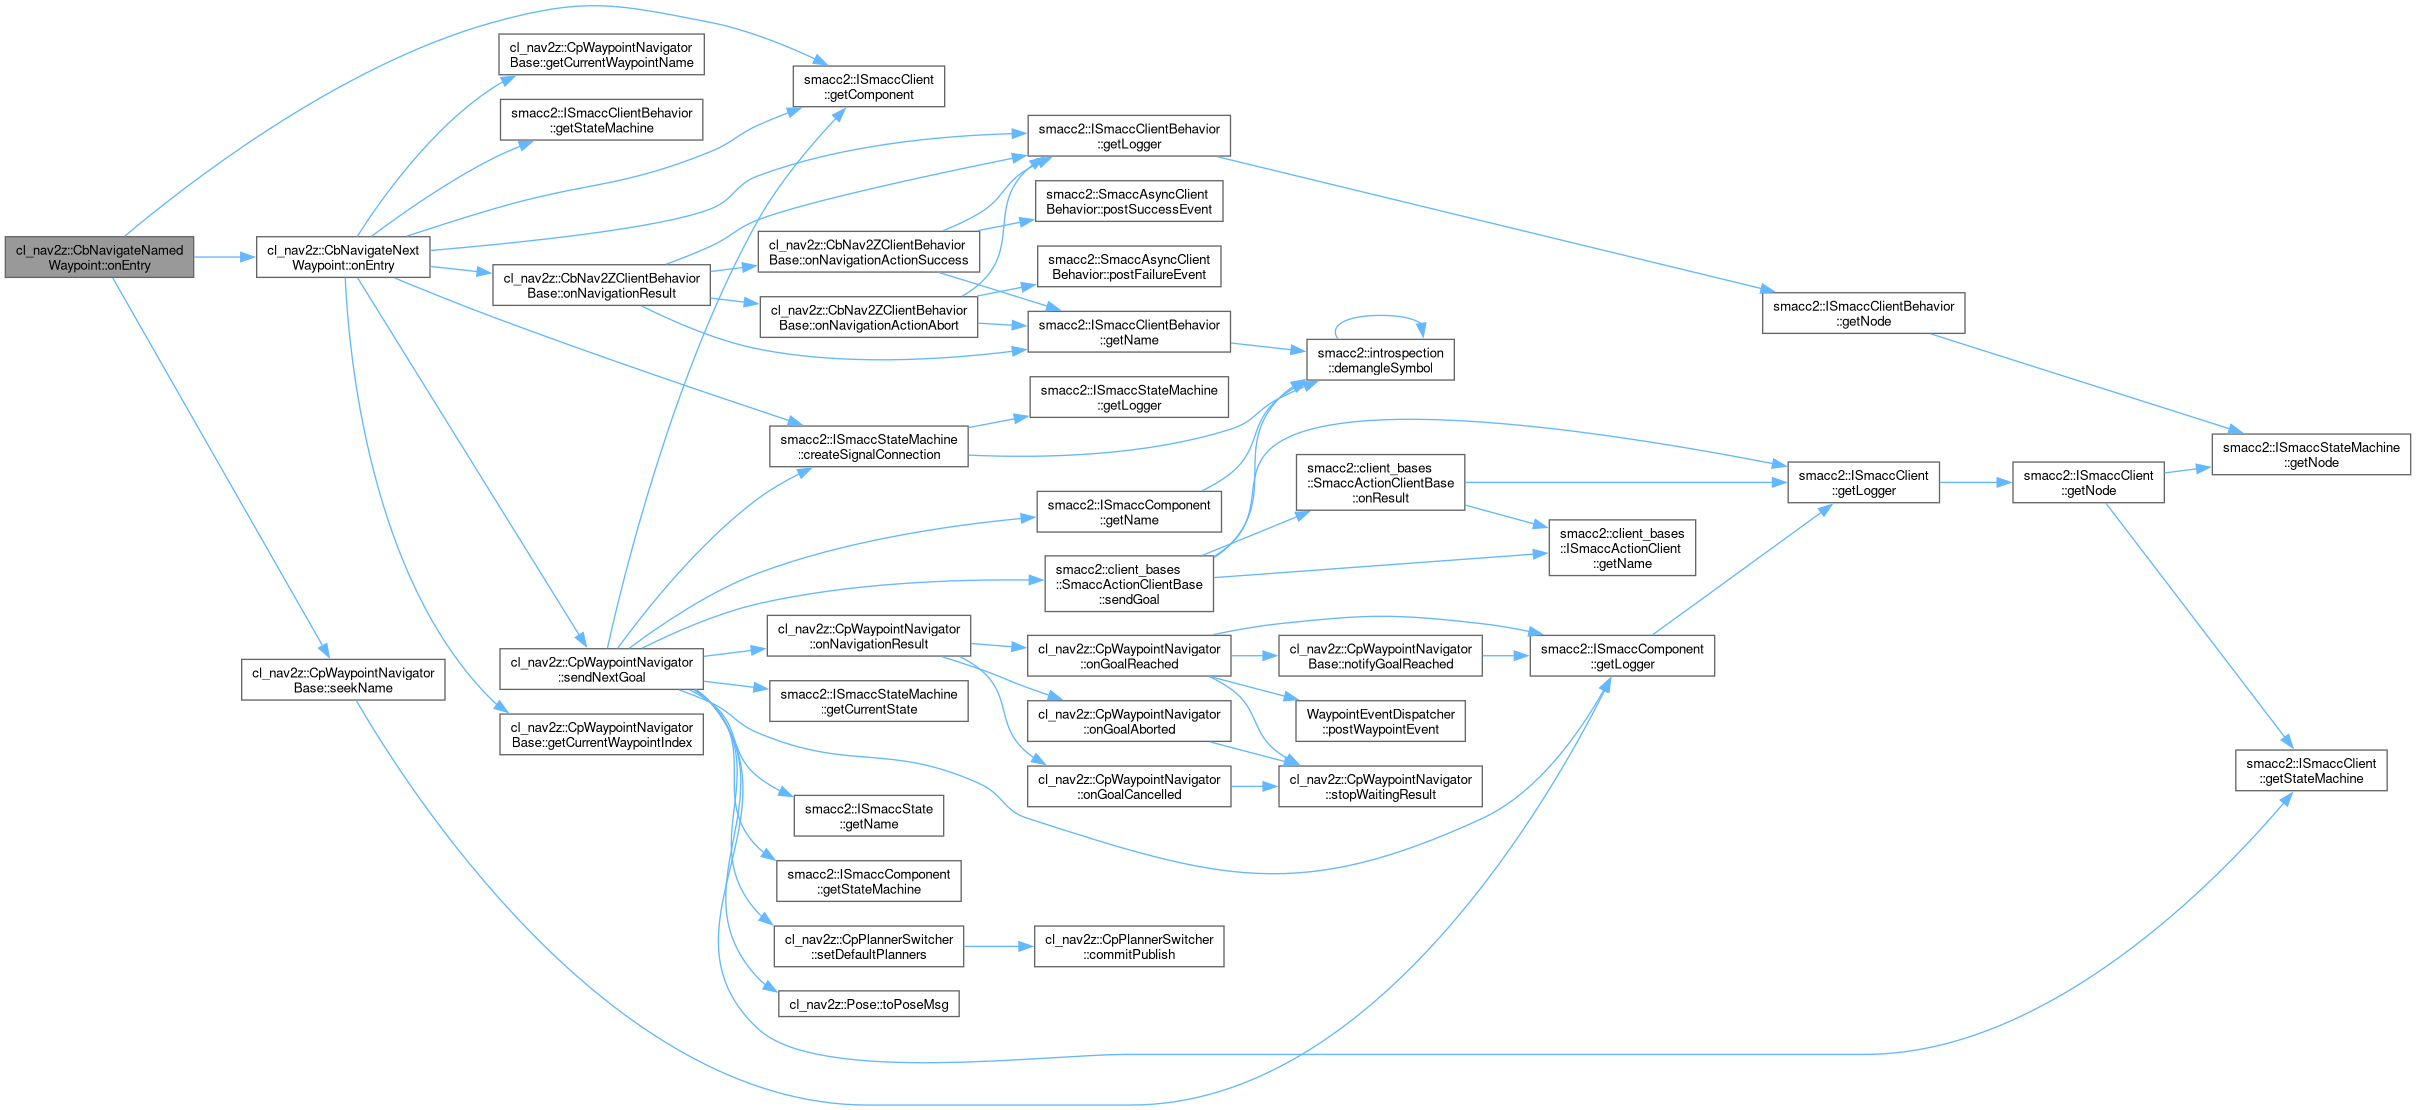 cl_nav2z::CbNavigateNamed
Waypoint::onEntry
cl_nav2z::CbNavigateNext
Waypoint::onEntry
cl_nav2z::CpWaypointNavigator
Base::seekName
cl_nav2z::CpWaypointNavigator
Base::getCurrentWaypointName
smacc2::ISmaccClientBehavior
::getStateMachine
cl_nav2z::CbNav2ZClientBehavior
Base::onNavigationResult
cl_nav2z::CpWaypointNavigator
::sendNextGoal
cl_nav2z::CpWaypointNavigator
Base::getCurrentWaypointIndex
smacc2::ISmaccClient
::getComponent
cl_nav2z::CbNav2ZClientBehavior
Base::onNavigationActionSuccess
cl_nav2z::CbNav2ZClientBehavior
Base::onNavigationActionAbort
smacc2::ISmaccStateMachine
::createSignalConnection
cl_nav2z::CpWaypointNavigator
::onNavigationResult
smacc2::ISmaccStateMachine
::getCurrentState
smacc2::ISmaccState
::getName
smacc2::ISmaccComponent
::getStateMachine
cl_nav2z::CpPlannerSwitcher
::setDefaultPlanners
cl_nav2z::Pose::toPoseMsg
smacc2::ISmaccClientBehavior
::getLogger
smacc2::SmaccAsyncClient
Behavior::postSuccessEvent
smacc2::SmaccAsyncClient
Behavior::postFailureEvent
smacc2::ISmaccClientBehavior
::getName
smacc2::ISmaccStateMachine
::getLogger
smacc2::ISmaccComponent
::getName
smacc2::client_bases
::SmaccActionClientBase
::sendGoal
cl_nav2z::CpWaypointNavigator
::onGoalReached
cl_nav2z::CpWaypointNavigator
::onGoalAborted
cl_nav2z::CpWaypointNavigator
::onGoalCancelled
cl_nav2z::CpPlannerSwitcher
::commitPublish
smacc2::introspection
::demangleSymbol
smacc2::client_bases
::SmaccActionClientBase
::onResult
cl_nav2z::CpWaypointNavigator
Base::notifyGoalReached
WaypointEventDispatcher
::postWaypointEvent
cl_nav2z::CpWaypointNavigator
::stopWaitingResult
smacc2::client_bases
::ISmaccActionClient
::getName
smacc2::ISmaccComponent
::getLogger
smacc2::ISmaccClientBehavior
::getNode
smacc2::ISmaccClient
::getLogger
smacc2::ISmaccClient
::getNode
smacc2::ISmaccStateMachine
::getNode
smacc2::ISmaccClient
::getStateMachine